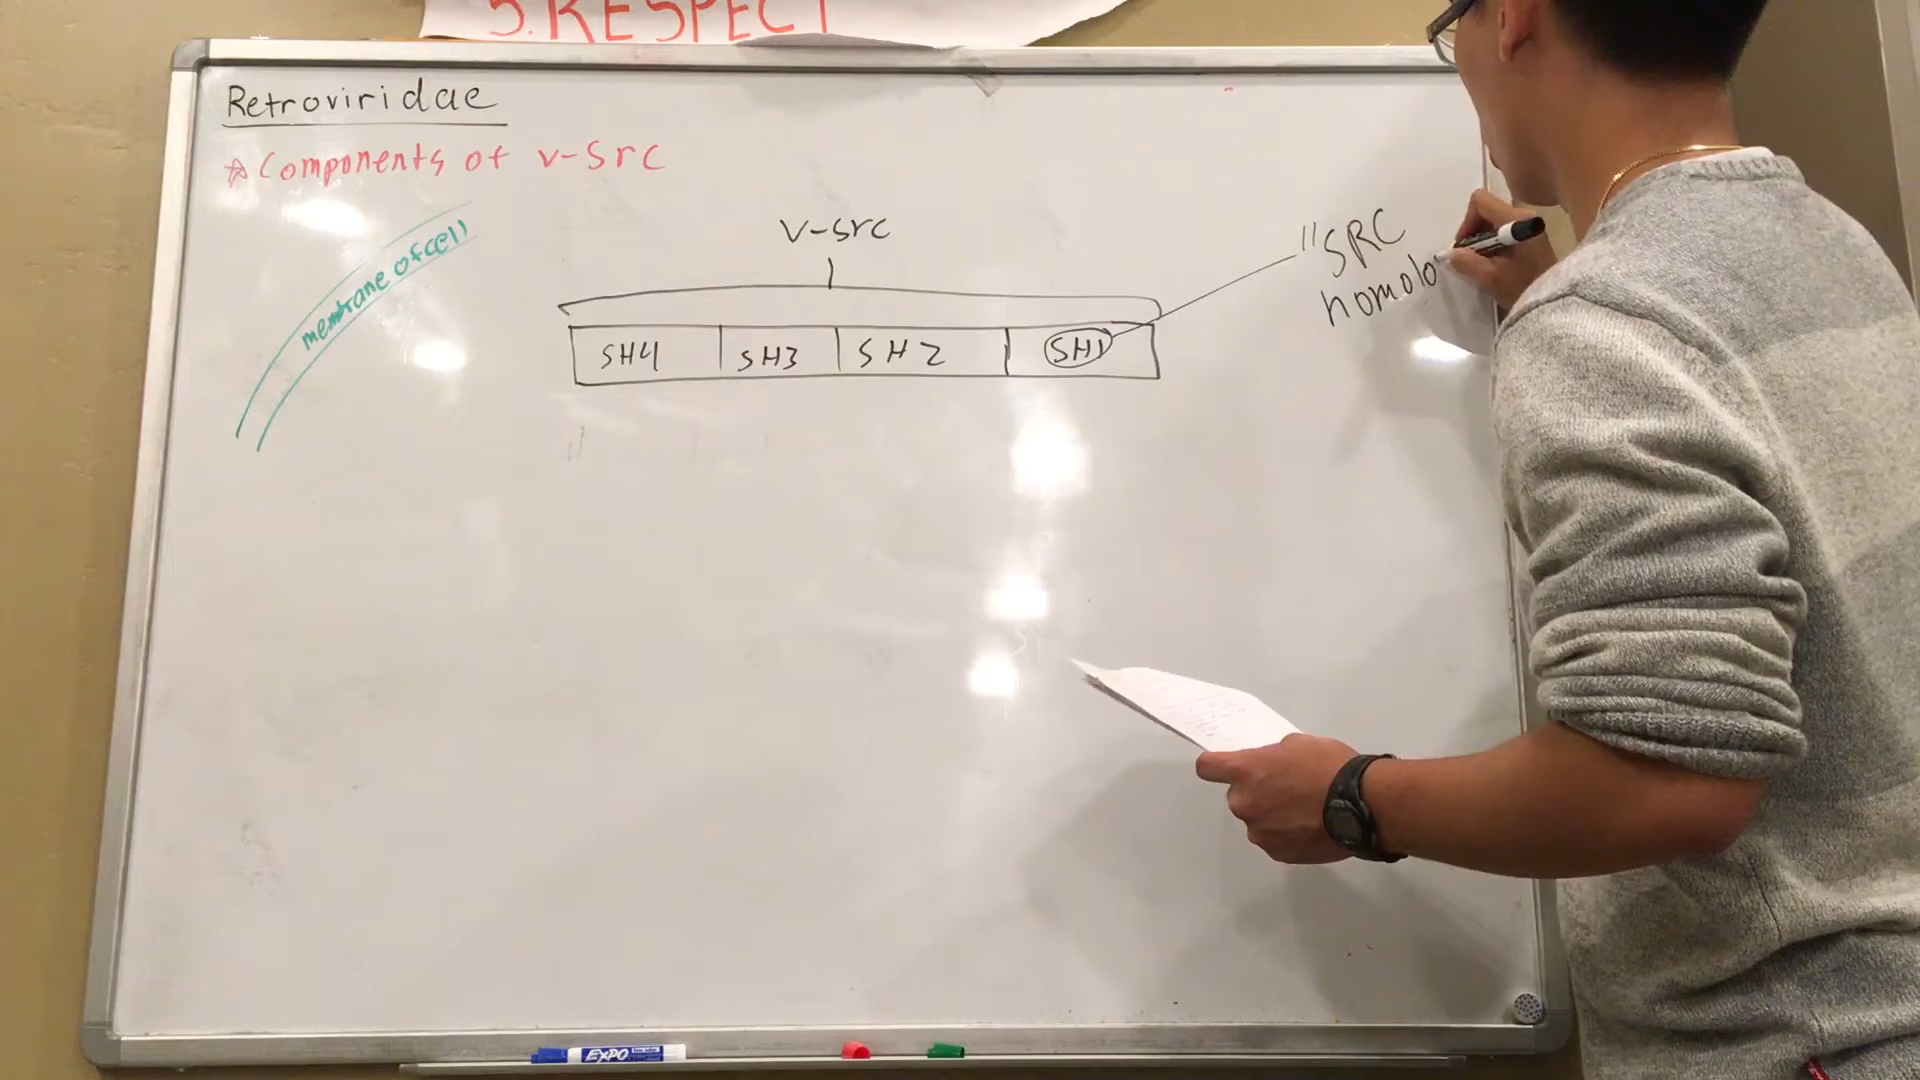 5. RESPECT
Retroviridae
☆ Components of v-src
membrane of cell
v-src
SH4 SH3 SH2 SH1
"SRC
homolo
EXPO